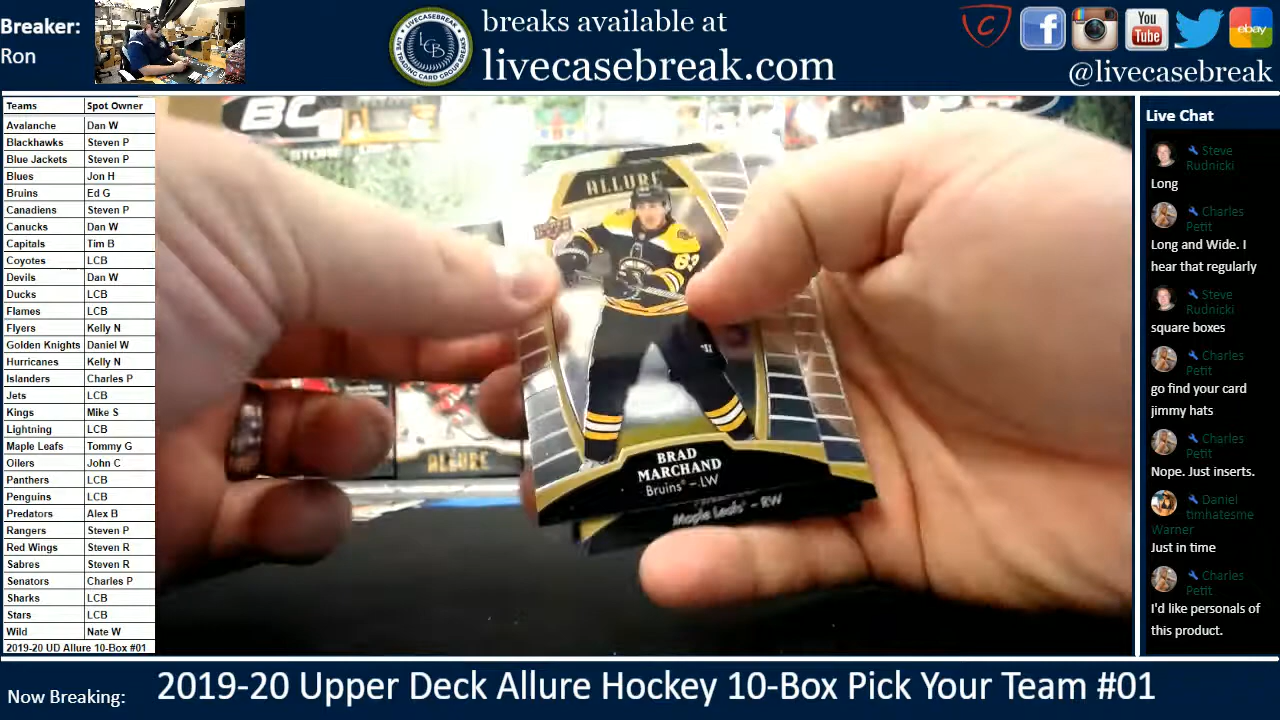 Breaker:
Ron
LCB
breaks available at
livecasebreak.com
You
Tube
ebay
@livecasebreak
Teams Spot Owner
Avalanche Dan W
Blackhawks Steven P
Blue Jackets Steven P
Blues Jon H
Bruins Ed G
Canadiens Steven P
Canucks Dan W
Capitals Tim B
Coyotes LCB
Devils Dan W
Ducks LCB
Flames LCB
Flyers Kelly N
Golden Knights Daniel W
Hurricanes Kelly N
Islanders Charles P
Jets LCB
Kings Mike S
Lightning LCB
Maple Leafs Tommy G
Oilers John C
Panthers LCB
Penguins LCB
Predators Alex B
Rangers Steven P
Red Wings Steven R
Sabres Steven R
Senators Charles P
Sharks LCB
Stars LCB
Wild Nate W
2019-20 UD Allure 10-Box #01
ALLURE
BRAD
MARCHAND
Bruins - LW
Maple Leafs - RW
ALLURE
Live Chat
Steve
Rudnicki
Long
Charles
Petit
Long and Wide. I
hear that regularly
Steve
Rudnicki
square boxes
Charles
Petit
go find your card
jimmy hats
Charles
Petit
Nope. Just inserts.
Daniel
timhatesme
Warner
Just in time
Charles
Petit
I'd like personals of
this product.
Now Breaking:
2019-20 Upper Deck Allure Hockey 10-Box Pick Your Team #01